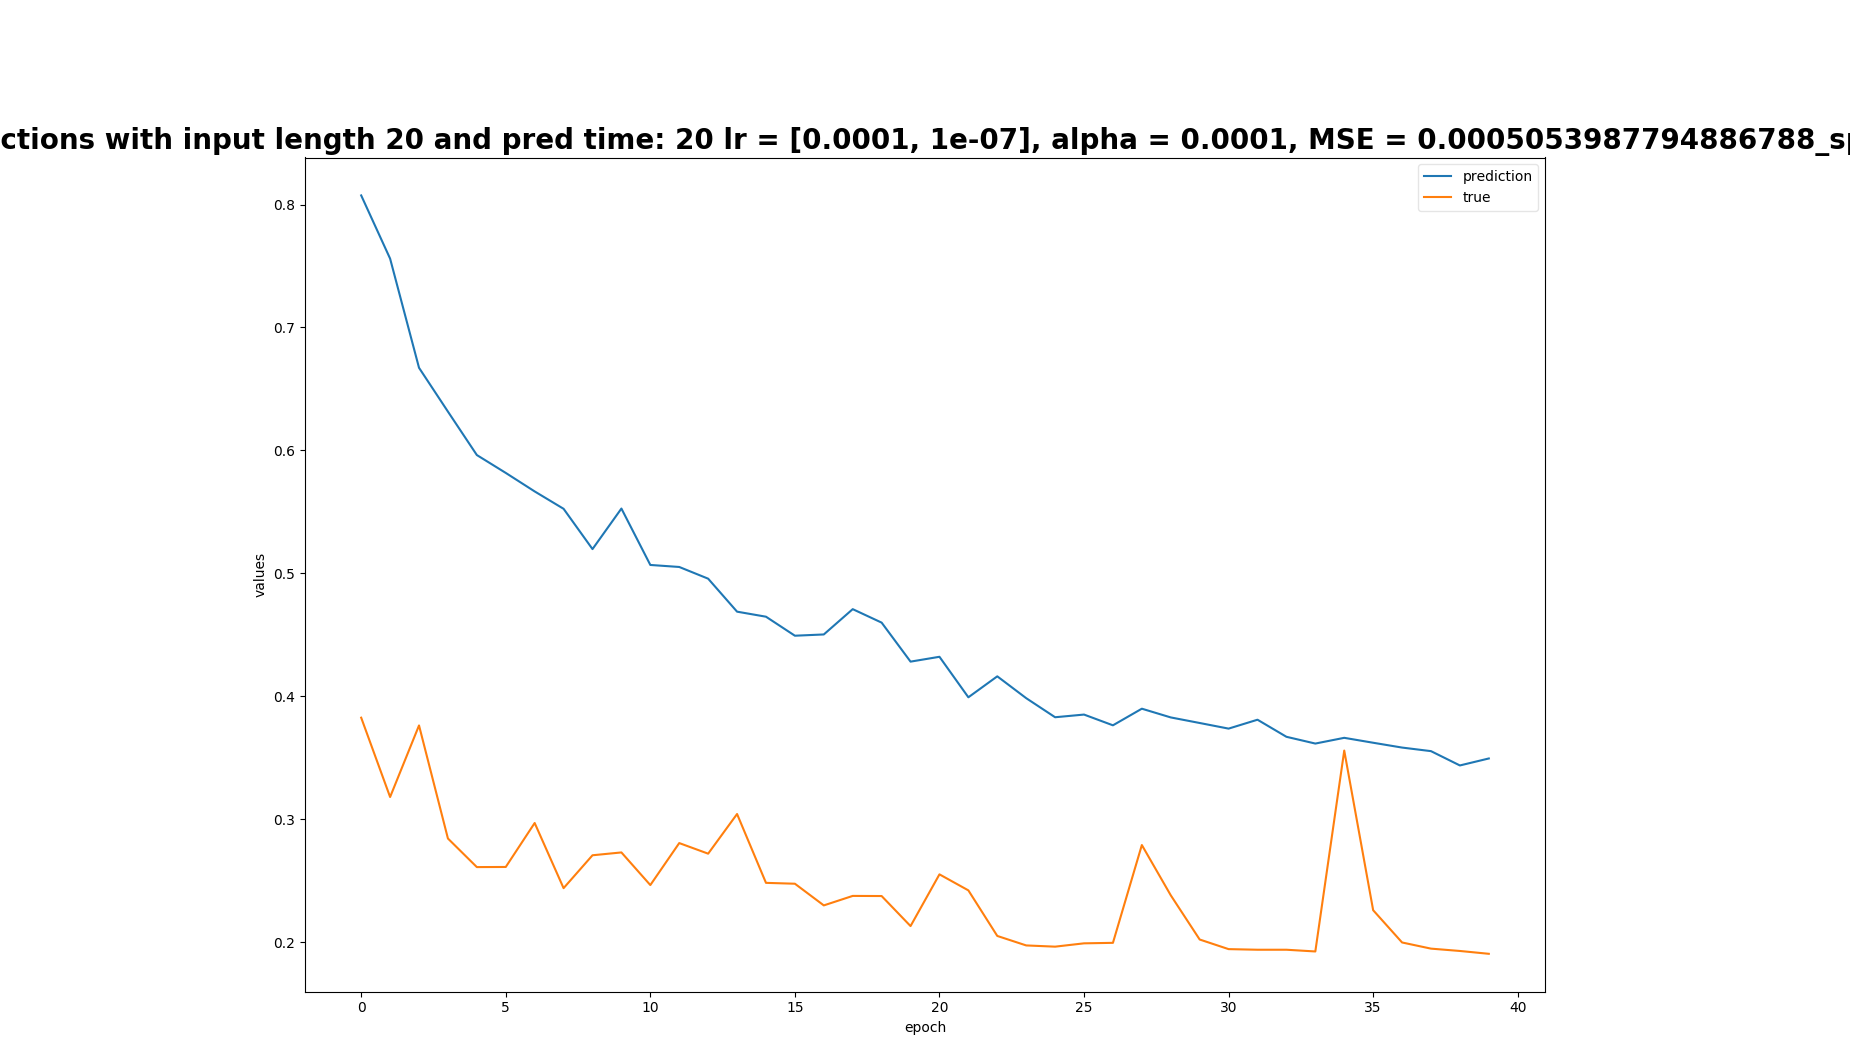 ctions with input length 20 and pred time: 20 lr = [0.0001, 1e-07], alpha = 0.0001, MSE = 0.0005053987794886788_sp
prediction
true
0.8
0.7
0.6
0.5
0.4
0.3
0.2
values
0 5 10 15 20 25 30 35 40
epoch